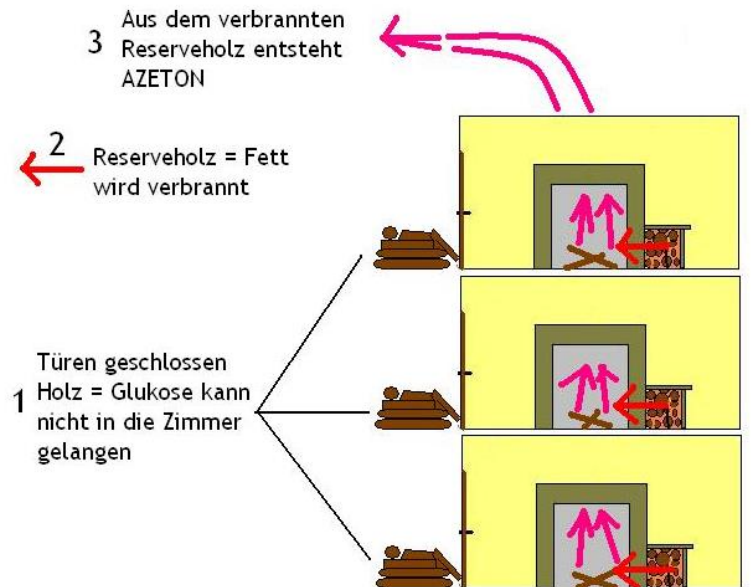 3 Aus dem verbrannten
Reserveholz entsteht
AZETON
2 Reserveholz = Fett
wird verbrannt
Türen geschlossen
1 Holz = Glukose kann
nicht in die Zimmer
gelangen